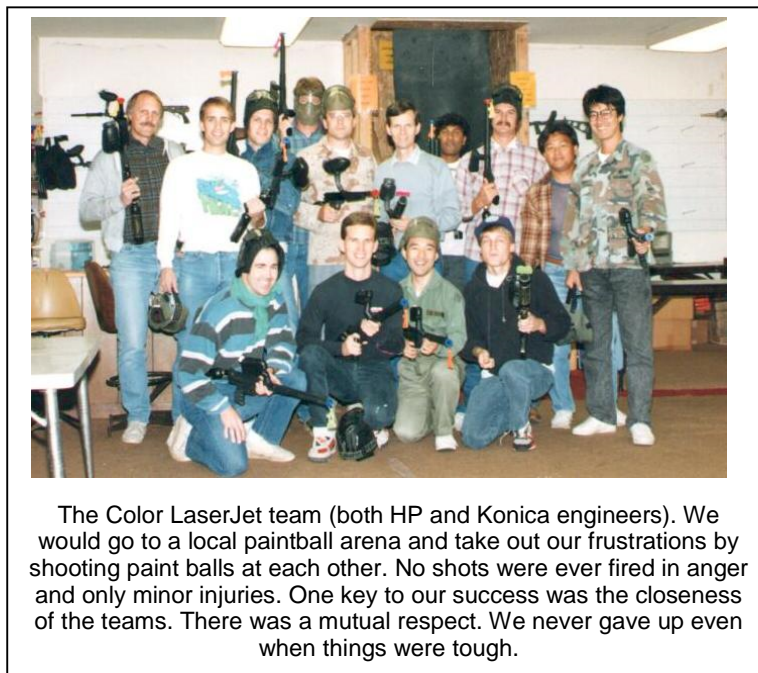 The Color LaserJet team (both HP and Konica engineers). We
would go to a local paintball arena and take out our frustrations by
shooting paint balls at each other. No shots were ever fired in anger
and only minor injuries. One key to our success was the closeness
of the teams. There was a mutual respect. We never gave up even
when things were tough.